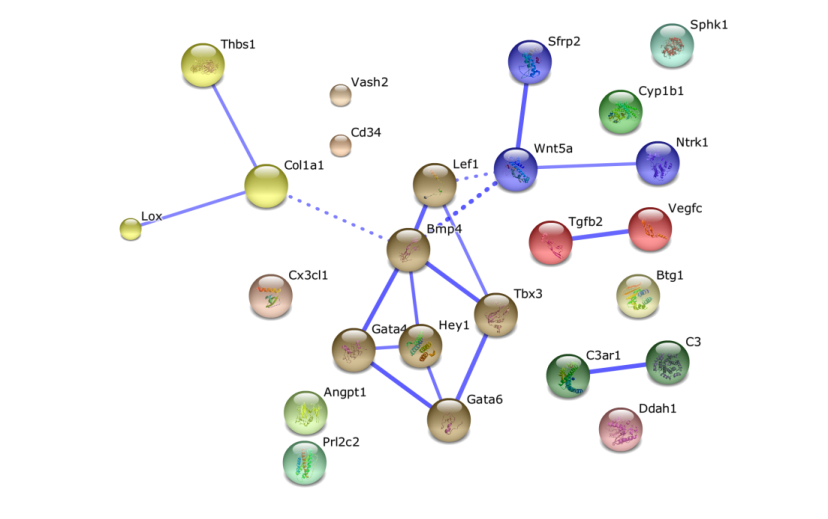 Sphk1
Thbs1
Sfrp2
Vash2
Cyp1b1
Cd34
Ntrk1
Wnt5a
Lef1
Col1a1
Vegfc
Lox
Tgfb2
Bmp4
Cx3cl1
Btg1
Tbx3
Gata4
Hey1
C3ar1
C3
Angpt1
Gata6
Ddah1
Prl2c2